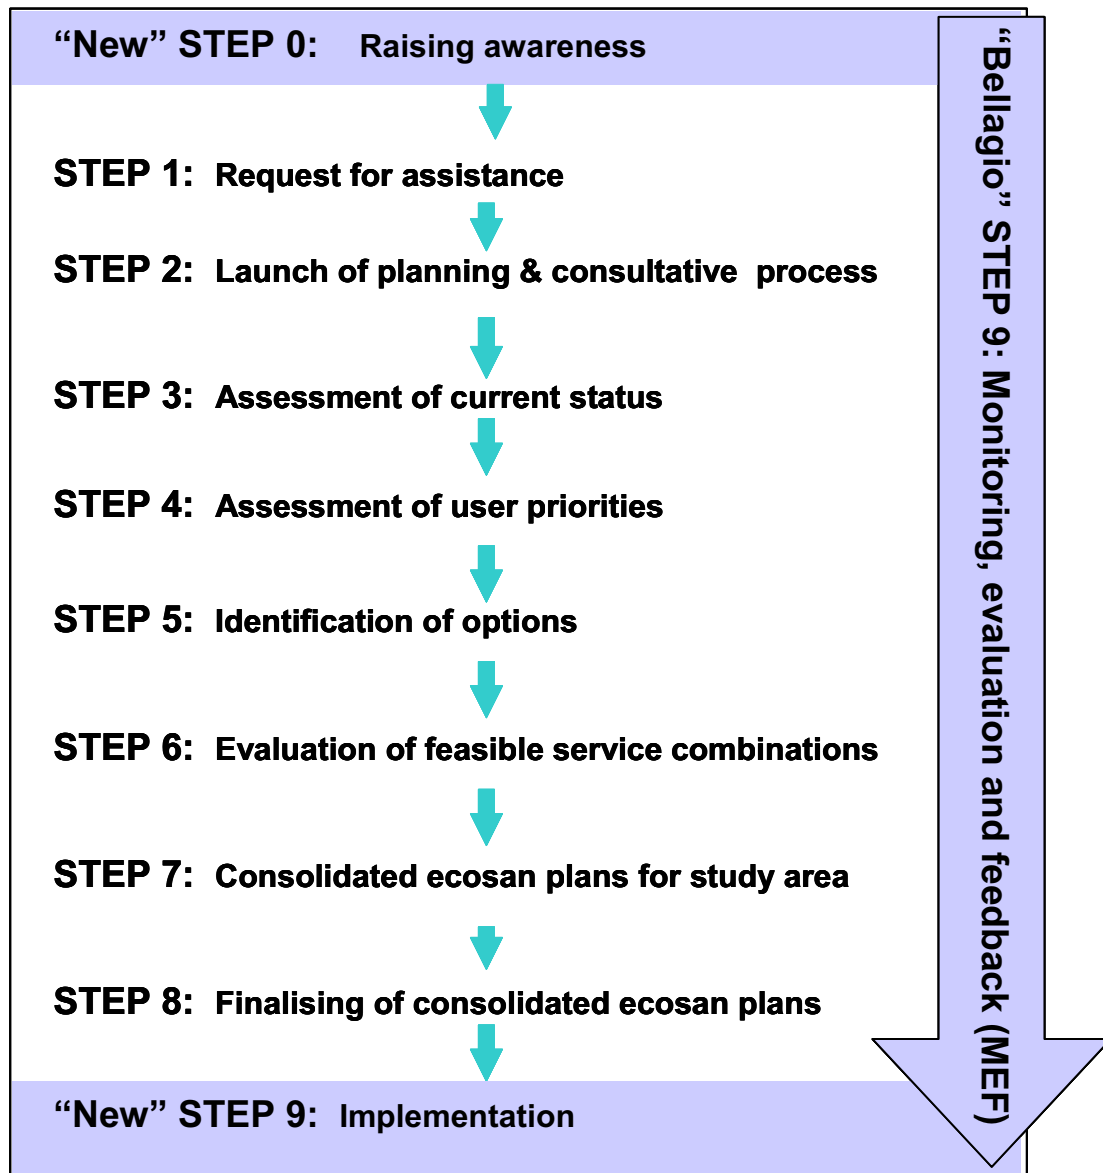 “New” STEP 0: Raising awareness
STEP 1: Request for assistance
STEP 2: Launch of planning & consultative process
STEP 3: Assessment of current status
STEP 4: Assessment of user priorities
STEP 5: Identification of options
STEP 6: Evaluation of feasible service combinations
STEP 7: Consolidated ecosan plans for study area
STEP 8: Finalising of consolidated ecosan plans
“New” STEP 9: Implementation
“Bellagio” STEP 9: Monitoring, evaluation and feedback (MEF)